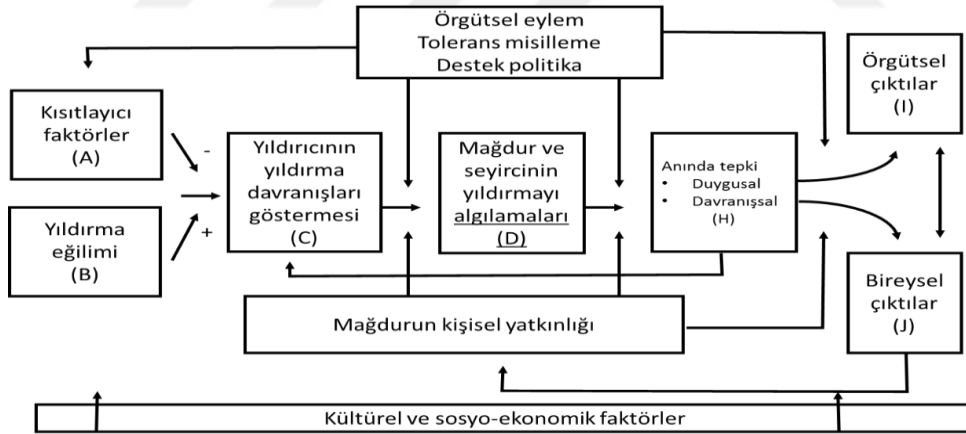 Örgütsel eylem
Tolerans misilleme
Destek politika
Örgütsel
çıktılar
(I)
Kısıtlayıcı
faktörler
(A)
-
Yıldırıcının
yıldırma
davranışları
göstermesi
(C)
Mağdur ve
seyircinin
yıldırmayı
algılamaları
(D)
Anında tepki
• Duygusal
• Davranışsal
(H)
Yıldırma
eğilimi
(B)
+
Bireysel
çıktılar
(J)
Mağdurun kişisel yatkınlığı
Kültürel ve sosyo-ekonomik faktörler